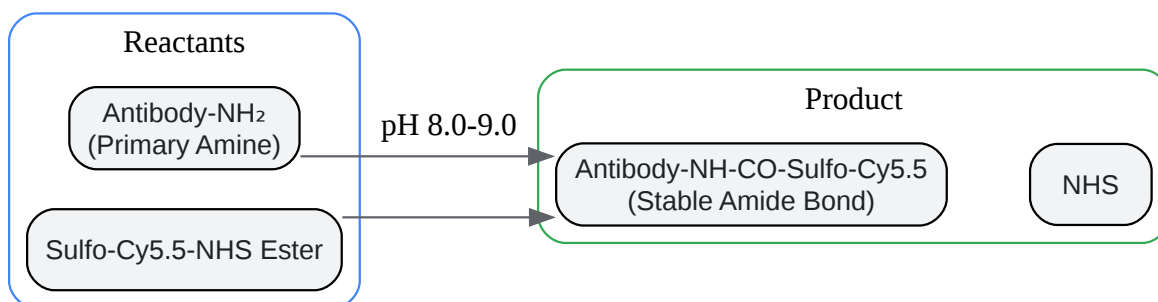 Reactants
Antibody-NH₂
(Primary Amine)
Sulfo-Cy5.5-NHS Ester
pH 8.0-9.0
Product
Antibody-NH-CO-Sulfo-Cy5.5
(Stable Amide Bond)
NHS